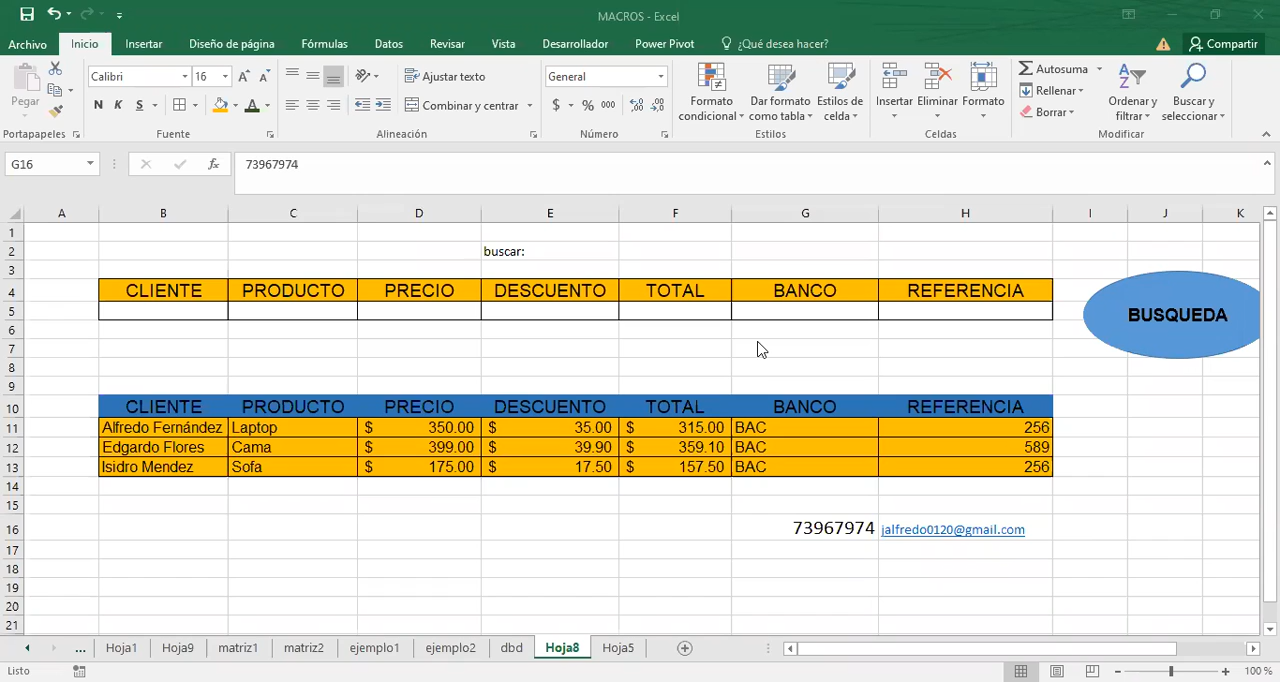 MACROS - Excel
Archivo Inicio Insertar Diseño de página Fórmulas Datos Revisar Vista Desarrollador Power Pivot ¿Qué desea hacer? Compartir
Pegar
Calibri 16
N K S
Ajustar texto
Combinar y centrar
General
$ % 000
Formato condicional
Dar formato como tabla
Estilos de celda
Insertar Eliminar Formato
Autosuma
Rellenar
Borrar
Ordenar y filtrar
Buscar y seleccionar
Portapapeles Fuente Alineación Número Estilos Celdas Modificar
G16 fx 73967974
A B C D E F G H I J K
1
2 buscar:
3
4 CLIENTE PRODUCTO PRECIO DESCUENTO TOTAL BANCO REFERENCIA
BUSQUEDA
5
6
7
8
9
10 CLIENTE PRODUCTO PRECIO DESCUENTO TOTAL BANCO REFERENCIA
11 Alfredo Fernández Laptop $ 350.00 $ 35.00 $ 315.00 BAC 256
12 Edgardo Flores Cama $ 399.00 $ 39.90 $ 359.10 BAC 589
13 Isidro Mendez Sofa $ 175.00 $ 17.50 $ 157.50 BAC 256
14
15
16 73967974 jalfredo0120@gmail.com
17
18
19
20
21
... Hoja1 Hoja9 matriz1 matriz2 ejemplo1 ejemplo2 dbd Hoja8 Hoja5
Listo 100 %